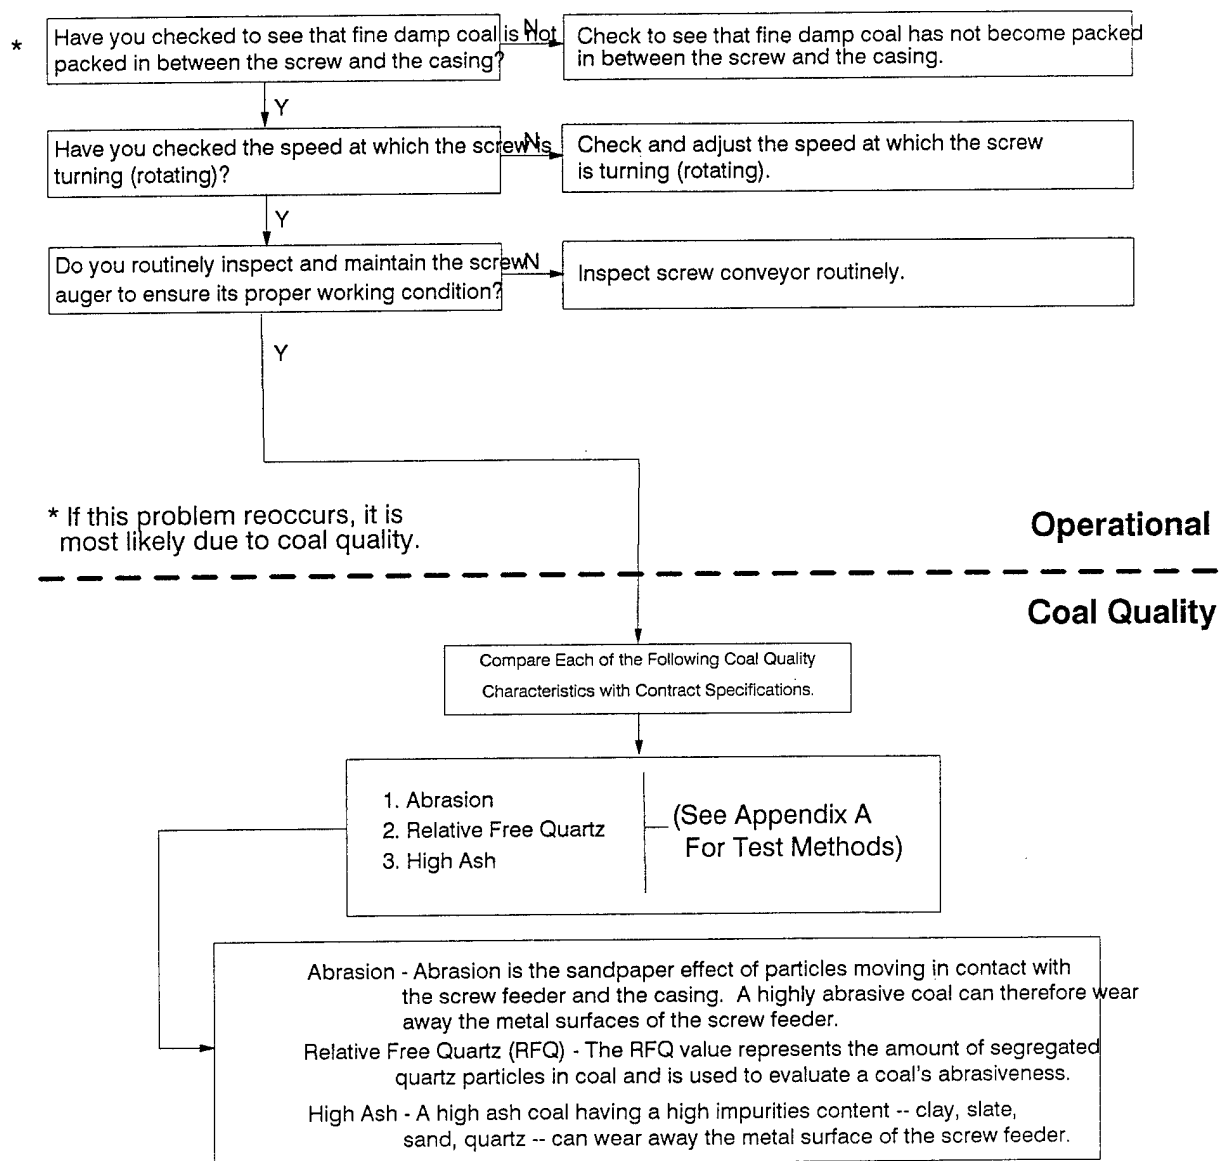 * Have you checked to see that fine damp coal is Not
packed in between the screw and the casing?
N
Check to see that fine damp coal has not become packed
in between the screw and the casing.
Y
Have you checked the speed at which the screw is
turning (rotating)?
N
Check and adjust the speed at which the screw
is turning (rotating).
Y
Do you routinely inspect and maintain the screw
auger to ensure its proper working condition?
N
Inspect screw conveyor routinely.
Y
* If this problem reoccurs, it is
most likely due to coal quality.
Operational
Coal Quality
Compare Each of the Following Coal Quality
Characteristics with Contract Specifications.
1. Abrasion
2. Relative Free Quartz
3. High Ash
(See Appendix A
For Test Methods)
Abrasion - Abrasion is the sandpaper effect of particles moving in contact with
the screw feeder and the casing. A highly abrasive coal can therefore wear
away the metal surfaces of the screw feeder.
Relative Free Quartz (RFQ) - The RFQ value represents the amount of segregated
quartz particles in coal and is used to evaluate a coal's abrasiveness.
High Ash - A high ash coal having a high impurities content -- clay, slate,
sand, quartz -- can wear away the metal surface of the screw feeder.